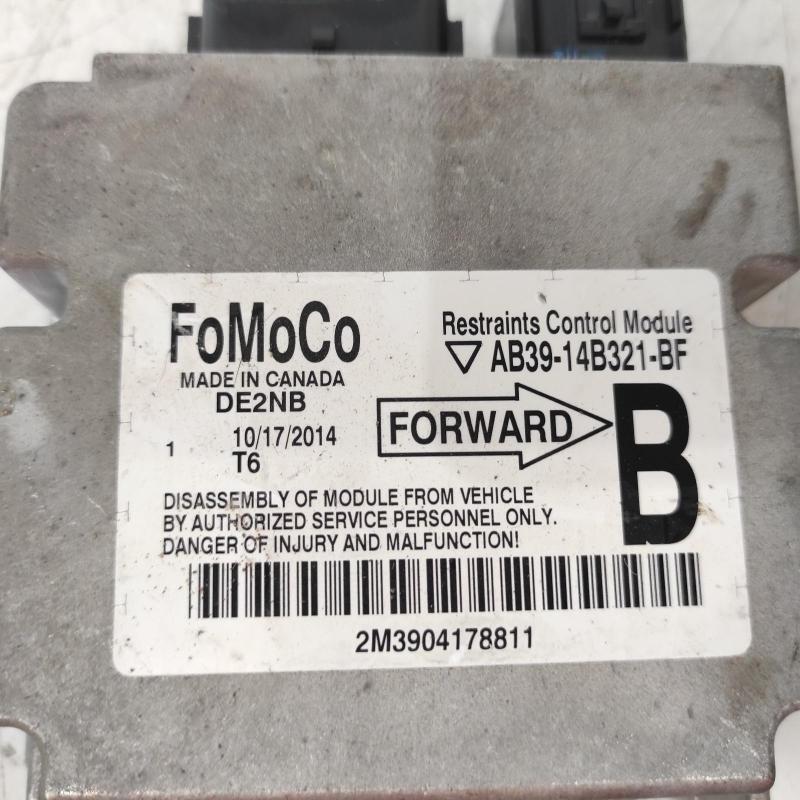 FoMoCo
MADE IN CANADA
DE2NB
1 10/17/2014
T6
Restraints Control Module
AB39-14B321-BF
FORWARD
B
DISASSEMBLY OF MODULE FROM VEHICLE
BY AUTHORIZED SERVICE PERSONNEL ONLY.
DANGER OF INJURY AND MALFUNCTION!
2M3904178811